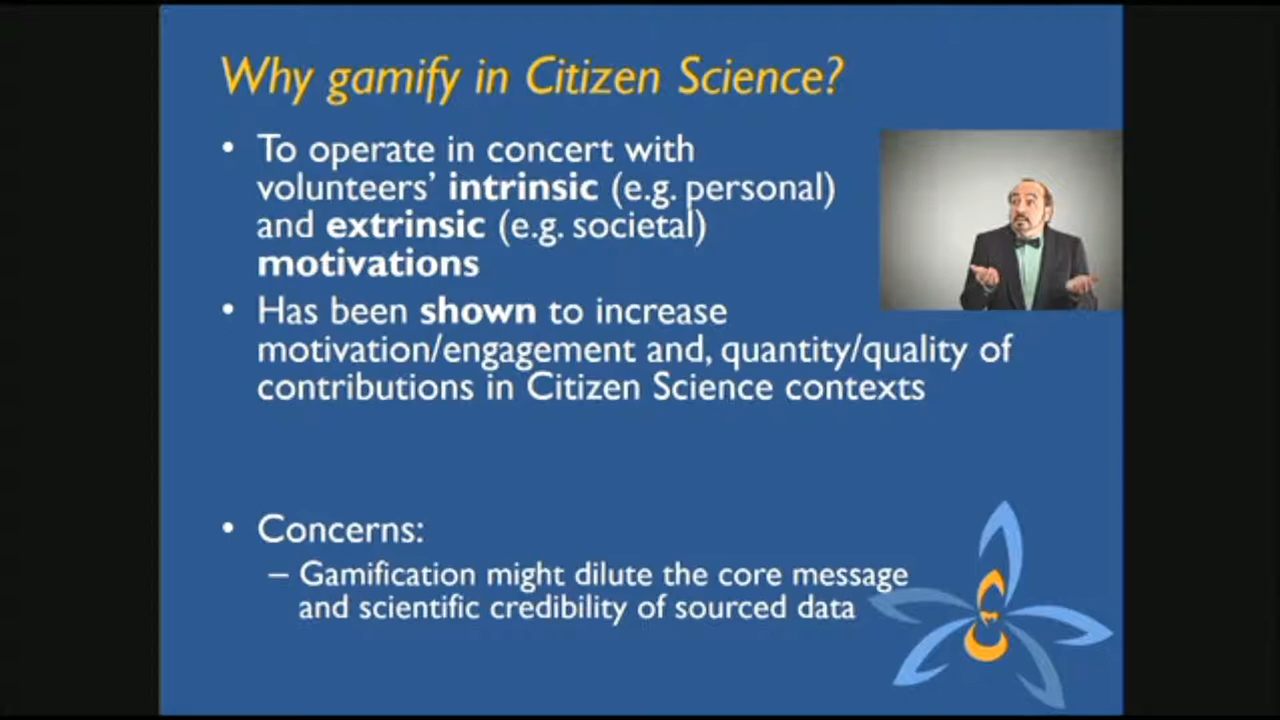 Why gamify in Citizen Science?
• To operate in concert with
volunteers’ intrinsic (e.g. personal)
and extrinsic (e.g. societal)
motivations
• Has been shown to increase
motivation/engagement and, quantity/quality of
contributions in Citizen Science contexts
• Concerns:
– Gamification might dilute the core message
and scientific credibility of sourced data